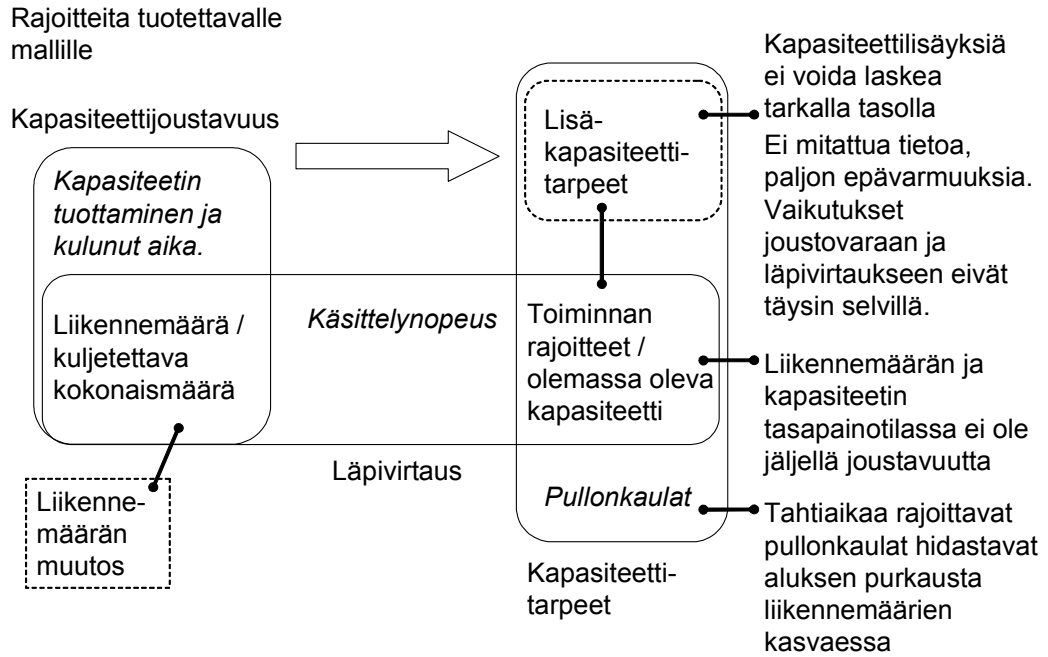 Rajoitteita tuotettavalle
mallille
Kapasiteettijoustavuus
Kapasiteetin
tuottaminen ja
kulunut aika.
Liikennemäärä /
kuljetettava
kokonaismäärä
Liikenne-
määrän
muutos
Käsittelynopeus
Läpivirtaus
Lisä-
kapasiteetti-
tarpeet
Toiminnan
rajoitteet /
olemassa oleva
kapasiteetti
Pullonkaulat
Kapasiteetti-
tarpeet
Kapasiteettilisäyksiä
ei voida laskea
tarkalla tasolla
Ei mitattua tietoa,
paljon epävarmuuksia.
Vaikutukset
joustovaraan ja
läpivirtaukseen eivät
täysin selvillä.
Liikennemäärän ja
kapasiteetin
tasapainotilassa ei ole
jäljellä joustavuutta
Tahtiaikaa rajoittavat
pullonkaulat hidastavat
aluksen purkausta
liikennemäärien
kasvaessa